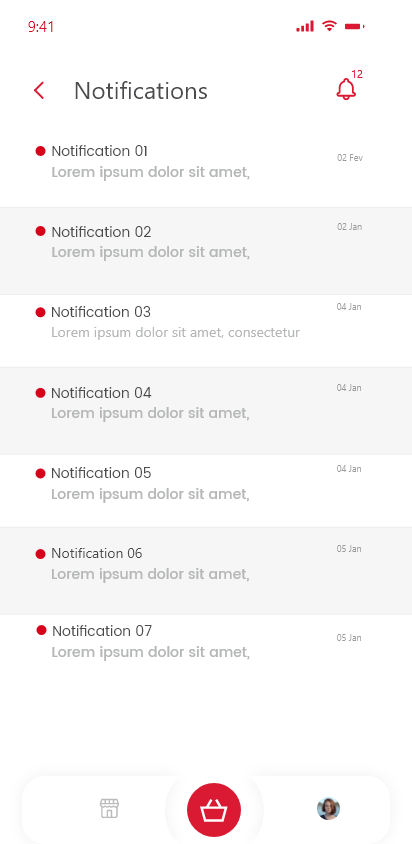 9:41
12
Notifications
Notification 01
02 Fev
Lorem ipsum dolor sit amet,
02 Jan
Notification 02
Lorem ipsum dolor sit amet,
04 Jan
Notification 03
Lorem ipsum dolor sit amet, consectetur
04 Jan
Notification 04
Lorem ipsum dolor sit amet,
04 Jan
Notification 05
Lorem ipsum dolor sit amet,
05 Jan
Notification 06
Lorem ipsum dolor sit amet,
Notification 07
05 Jan
Lorem ipsum dolor sit amet,